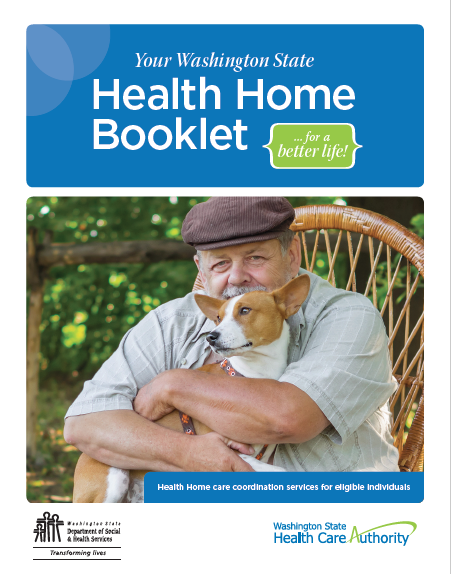 Your Washington State
Health Home
Booklet
... for a
better life!
Health Home care coordination services for eligible individuals
Washington State
Department of Social
& Health Services
Transforming lives
Washington State
Health Care Authority